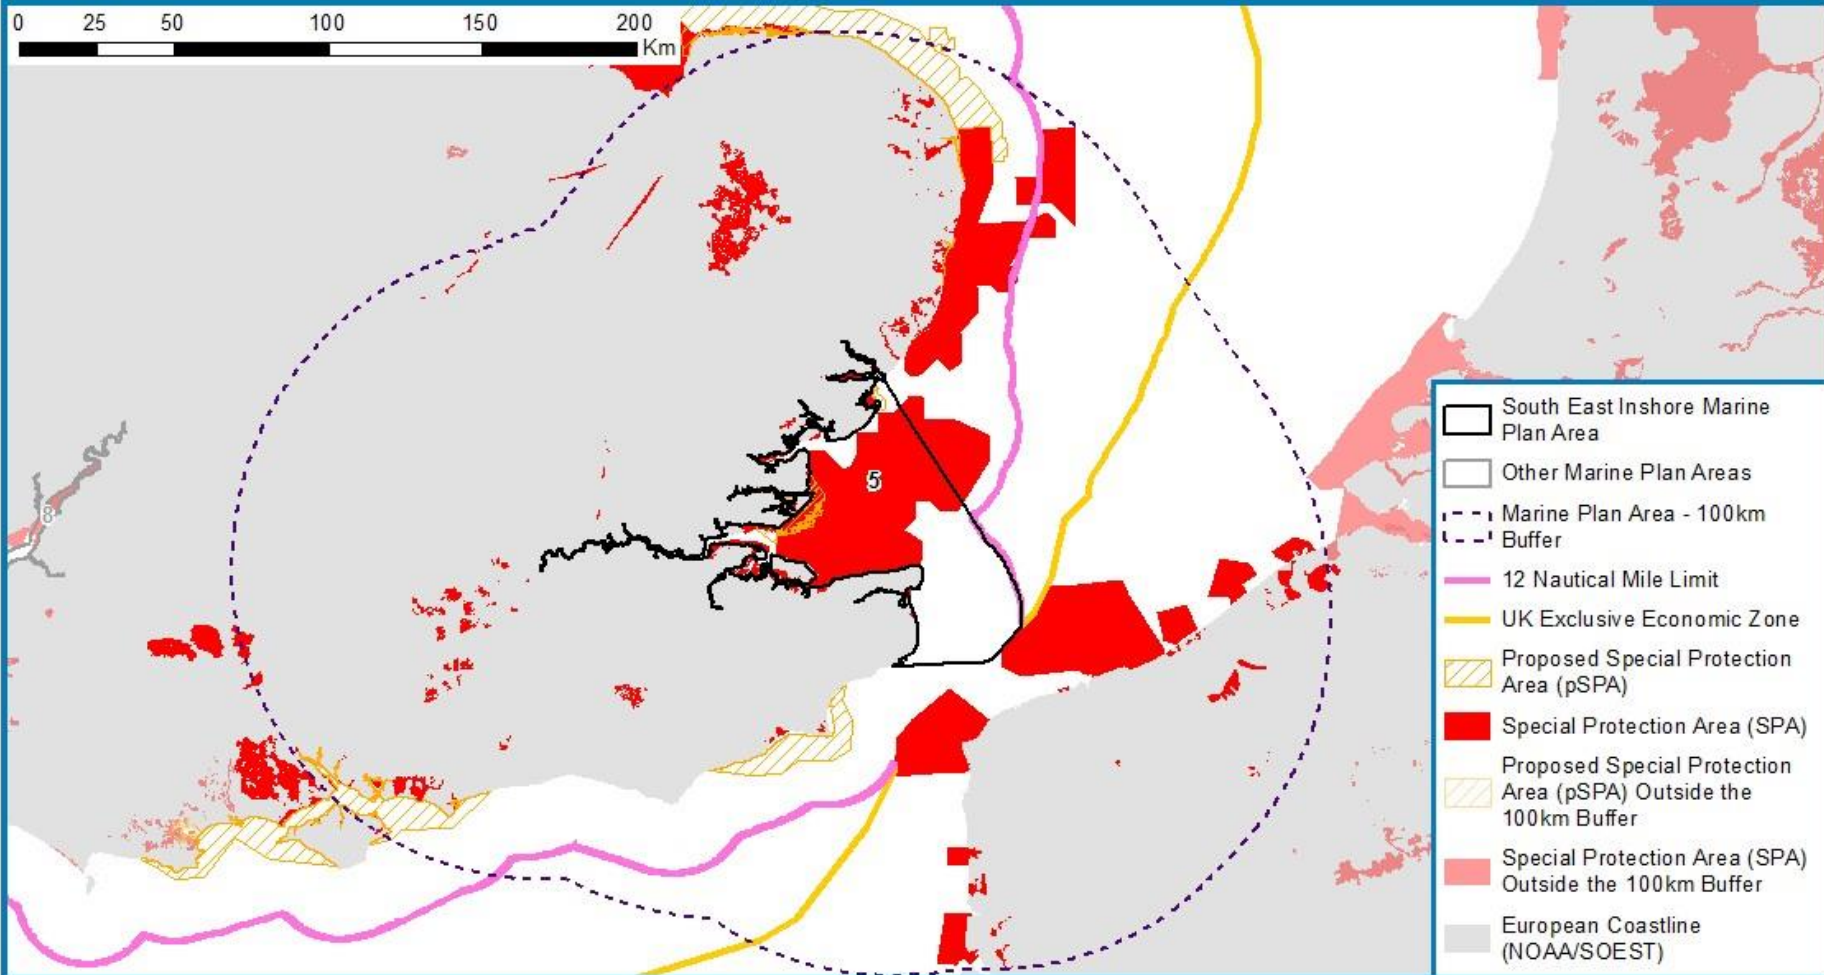 0 25 50 100 150 200
Km
5
8
South East Inshore Marine
Plan Area
Other Marine Plan Areas
Marine Plan Area - 100km
Buffer
12 Nautical Mile Limit
UK Exclusive Economic Zone
Proposed Special Protection
Area (pSPA)
Special Protection Area (SPA)
Proposed Special Protection
Area (pSPA) Outside the
100km Buffer
Special Protection Area (SPA)
Outside the 100km Buffer
European Coastline
(NOAA/SOEST)